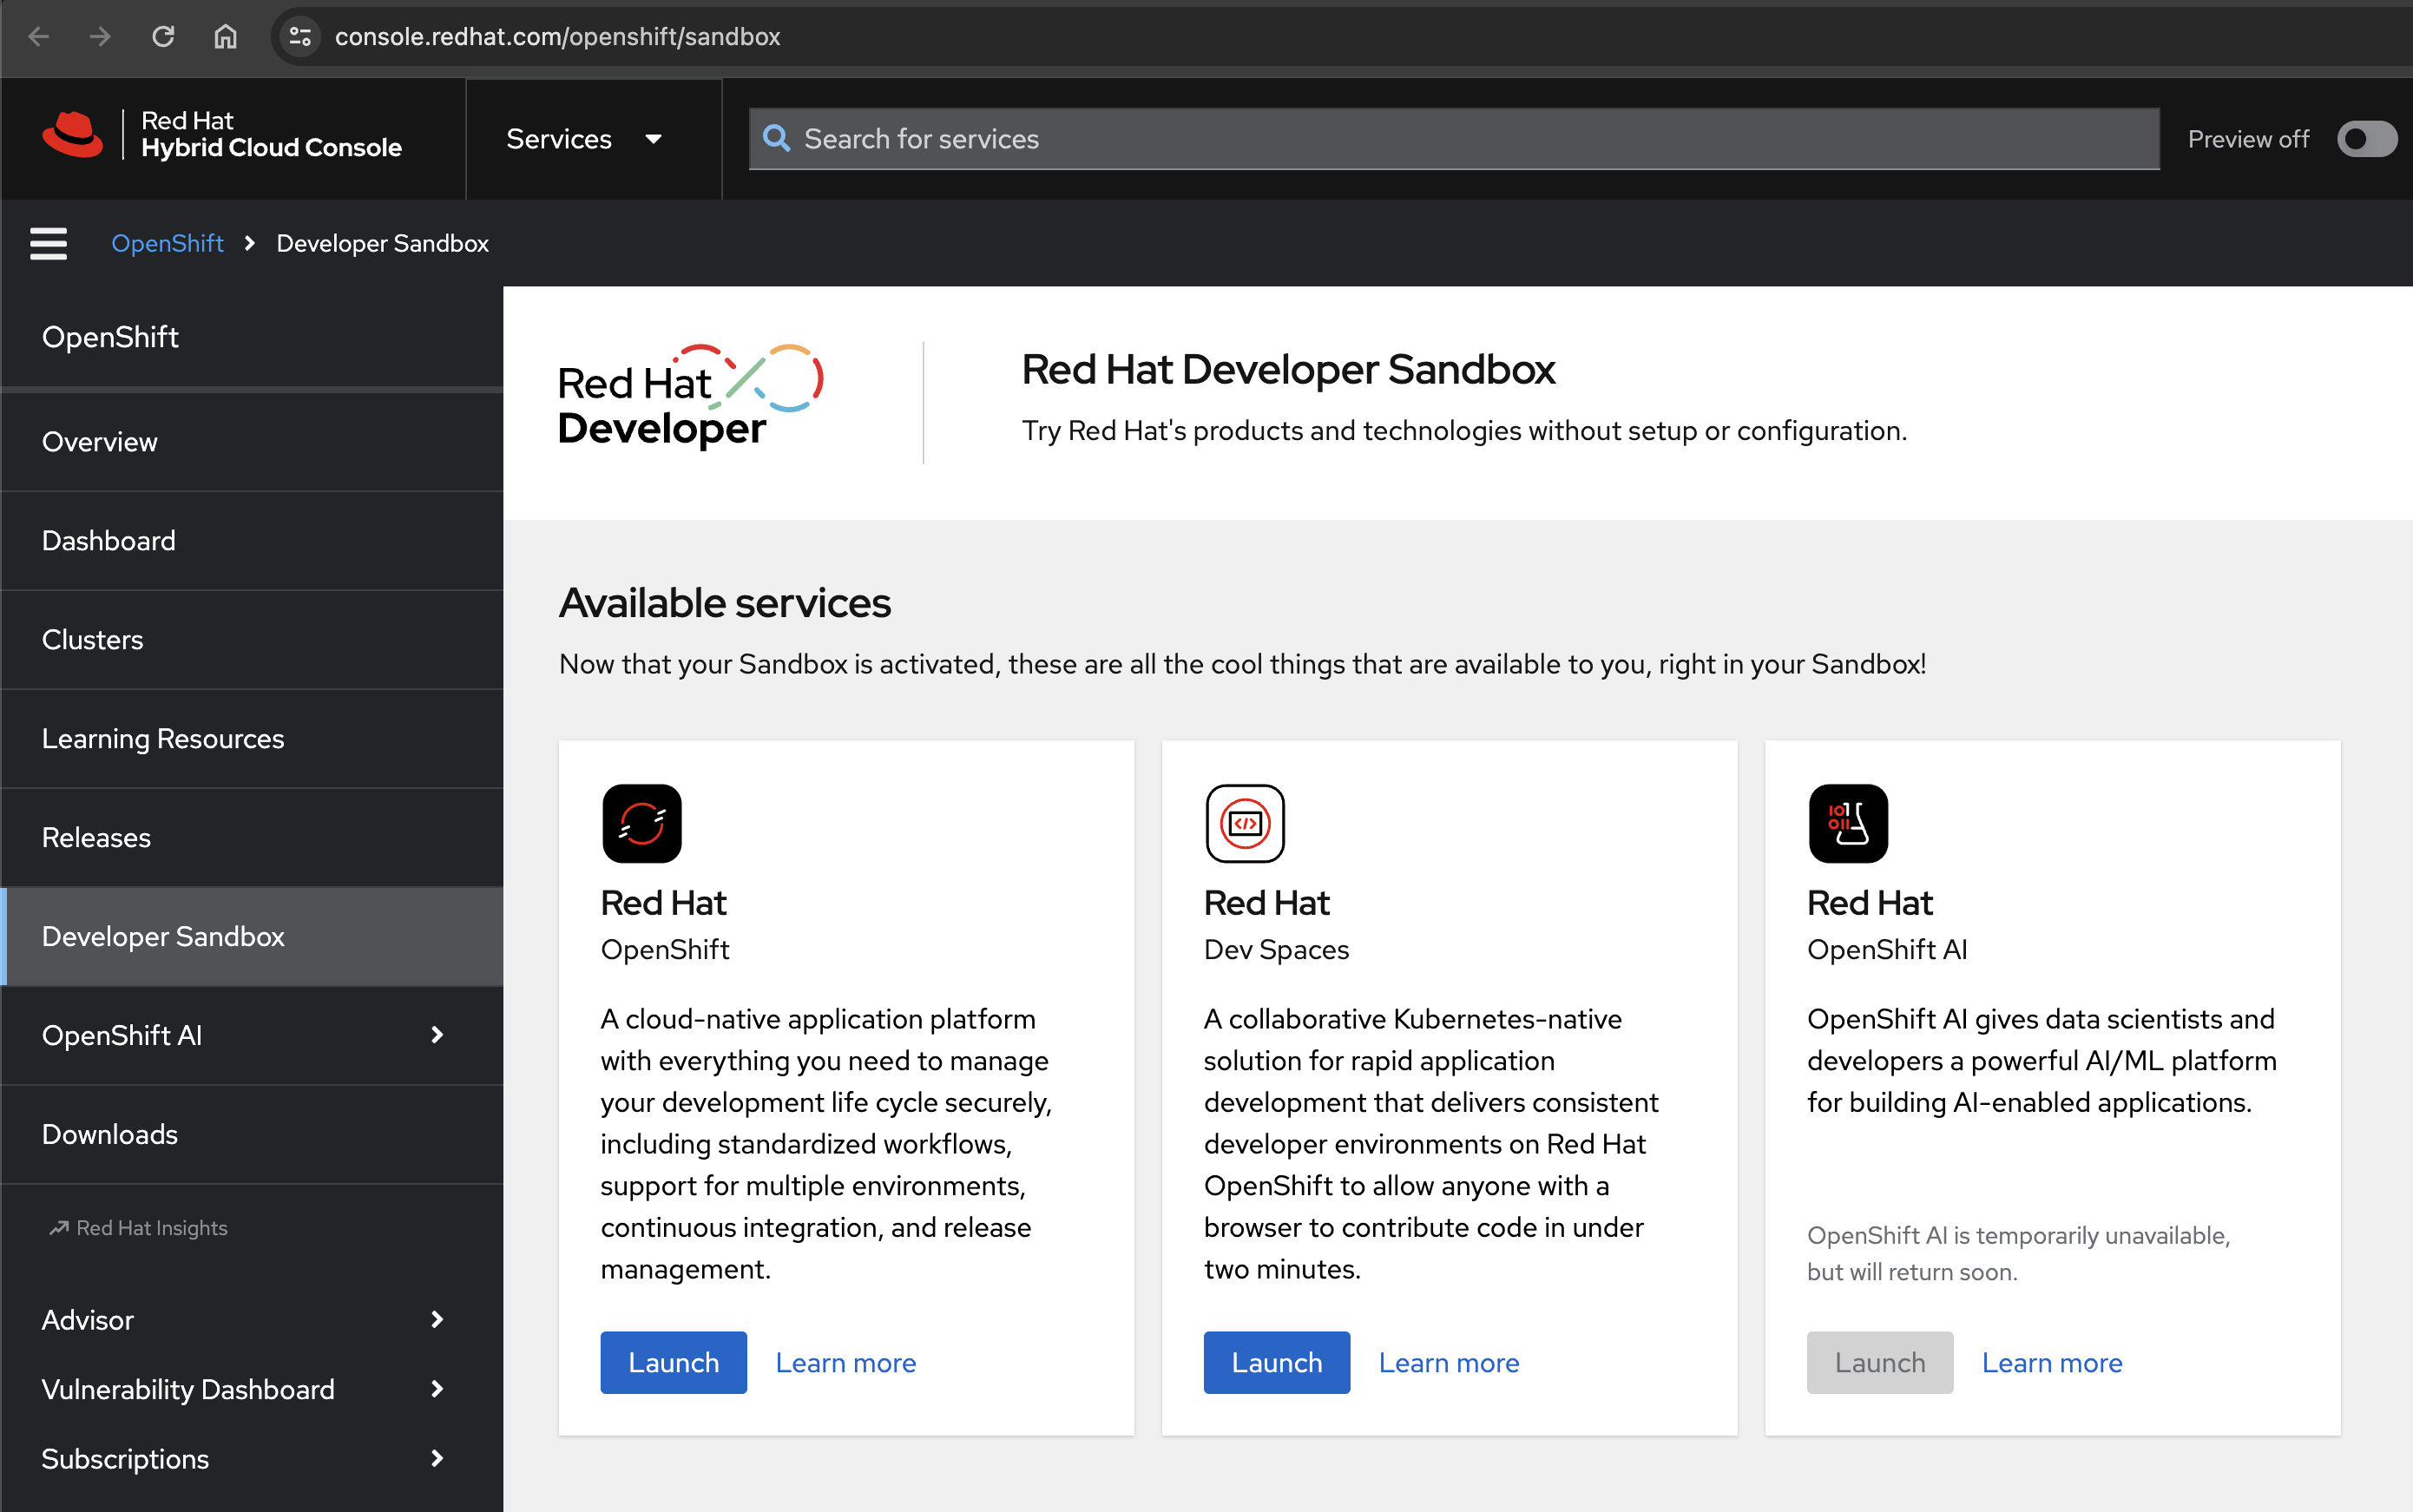 console.redhat.com/openshift/sandbox
Red Hat
Hybrid Cloud Console
Services
Search for services
Preview off
OpenShift
Developer Sandbox
OpenShift
Overview
Dashboard
Clusters
Learning Resources
Releases
Developer Sandbox
OpenShift AI
Downloads
Red Hat Insights
Advisor
Vulnerability Dashboard
Subscriptions
Red Hat
Developer
Red Hat Developer Sandbox
Try Red Hat's products and technologies without setup or configuration.
Available services
Now that your Sandbox is activated, these are all the cool things that are available to you, right in your Sandbox!
Red Hat
OpenShift
A cloud-native application platform
with everything you need to manage
your development life cycle securely,
including standardized workflows,
support for multiple environments,
continuous integration, and release
management.
Launch
Learn more
</>
Red Hat
Dev Spaces
A collaborative Kubernetes-native
solution for rapid application
development that delivers consistent
developer environments on Red Hat
OpenShift to allow anyone with a
browser to contribute code in under
two minutes.
Launch
Learn more
101
011
Red Hat
OpenShift AI
OpenShift AI gives data scientists and
developers a powerful AI/ML platform
for building AI-enabled applications.
OpenShift AI is temporarily unavailable,
but will return soon.
Launch
Learn more